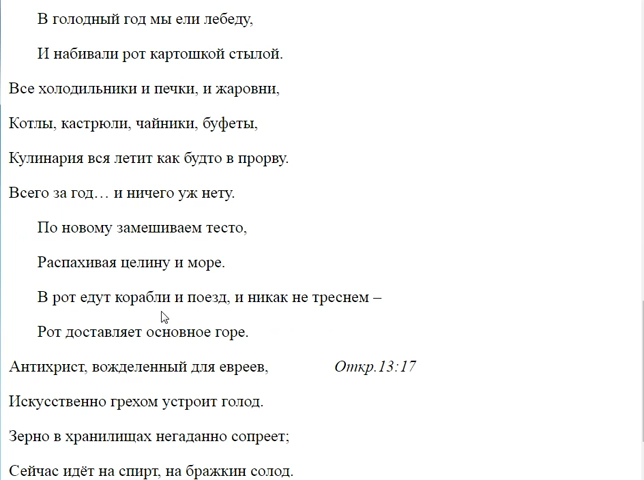 В голодный год мы ели лебеду,
И набивали рот картошкой стылой.
Все холодильники и печки, и жаровни,
Котлы, кастрюли, чайники, буфеты,
Кулинария вся летит как будто в прорву.
Всего за год… и ничего уж нету.
По новому замешиваем тесто,
Распахивая целину и море.
В рот едут корабли и поезд, и никак не треснем –
Рот доставляет основное горе.
Антихрист, вожделенный для евреев, Откр.13:17
Искусственно грехом устроит голод.
Зерно в хранилищах негаданно сопреет;
Сейчас идёт на спирт, на бражкин солод.